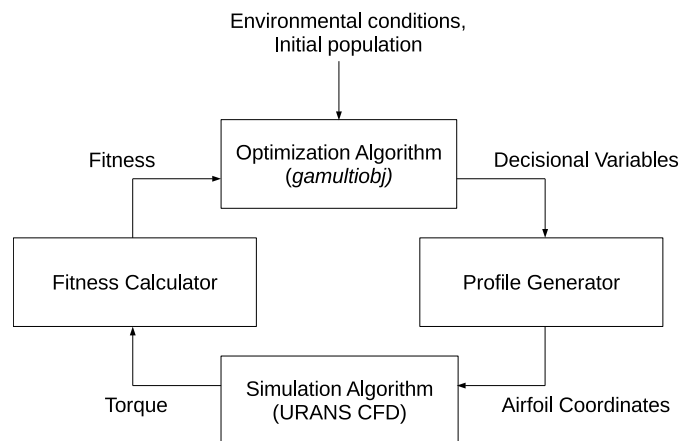 Environmental conditions,
Initial population
Fitness
Optimization Algorithm
(gamultiobj)
Decisional Variables
Fitness Calculator
Profile Generator
Simulation Algorithm
(URANS CFD)
Torque
Airfoil Coordinates